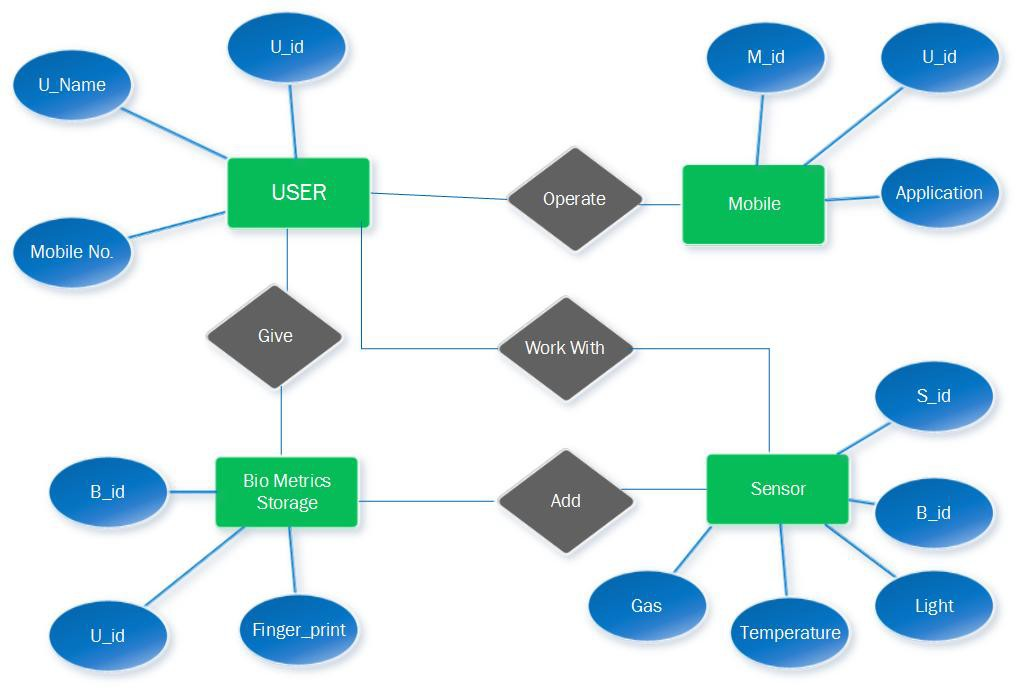 U_id
U_Name
M_id
U_id
USER
Operate
Mobile
Application
Mobile No.
Give
Work With
S_id
Bio Metrics
Storage
B_id
Add
Sensor
B_id
Gas
Light
U_id
Finger_print
Temperature